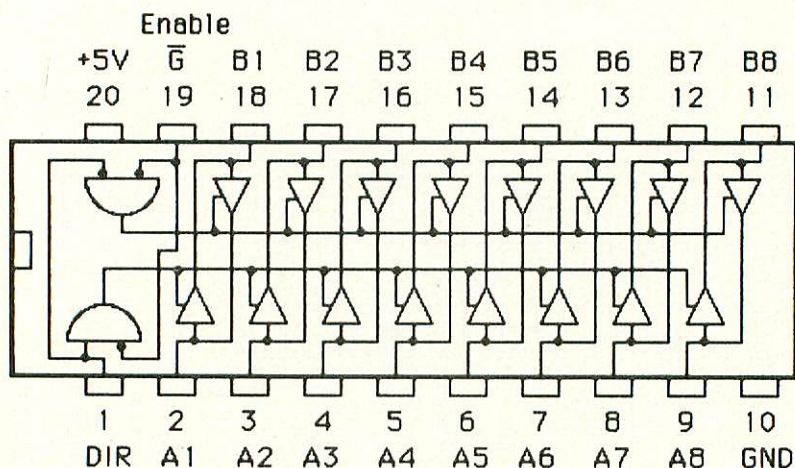 Enable
+5V G̅ B1 B2 B3 B4 B5 B6 B7 B8
20 19 18 17 16 15 14 13 12 11
1 2 3 4 5 6 7 8 9 10
DIR A1 A2 A3 A4 A5 A6 A7 A8 GND